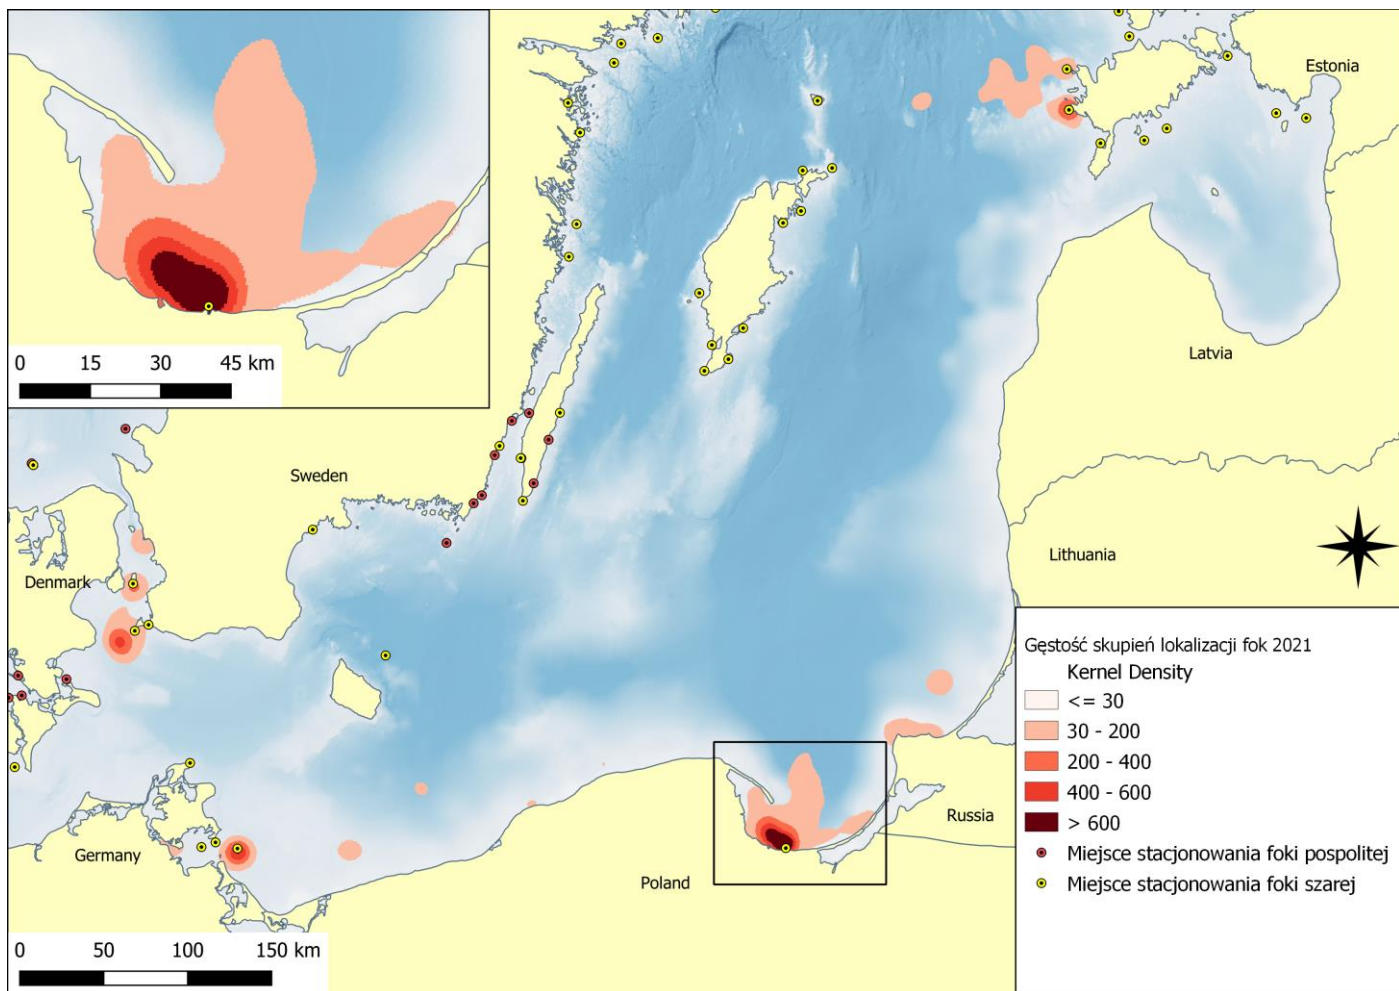 0 15 30 45 km
Estonia
Latvia
Sweden
Lithuania
Denmark
Russia
Germany
Poland
0 50 100 150 km
Gęstość skupień lokalizacji fok 2021
Kernel Density
<= 30
30 - 200
200 - 400
400 - 600
> 600
Miejsce stacjonowania foki pospolitej
Miejsce stacjonowania foki szarej